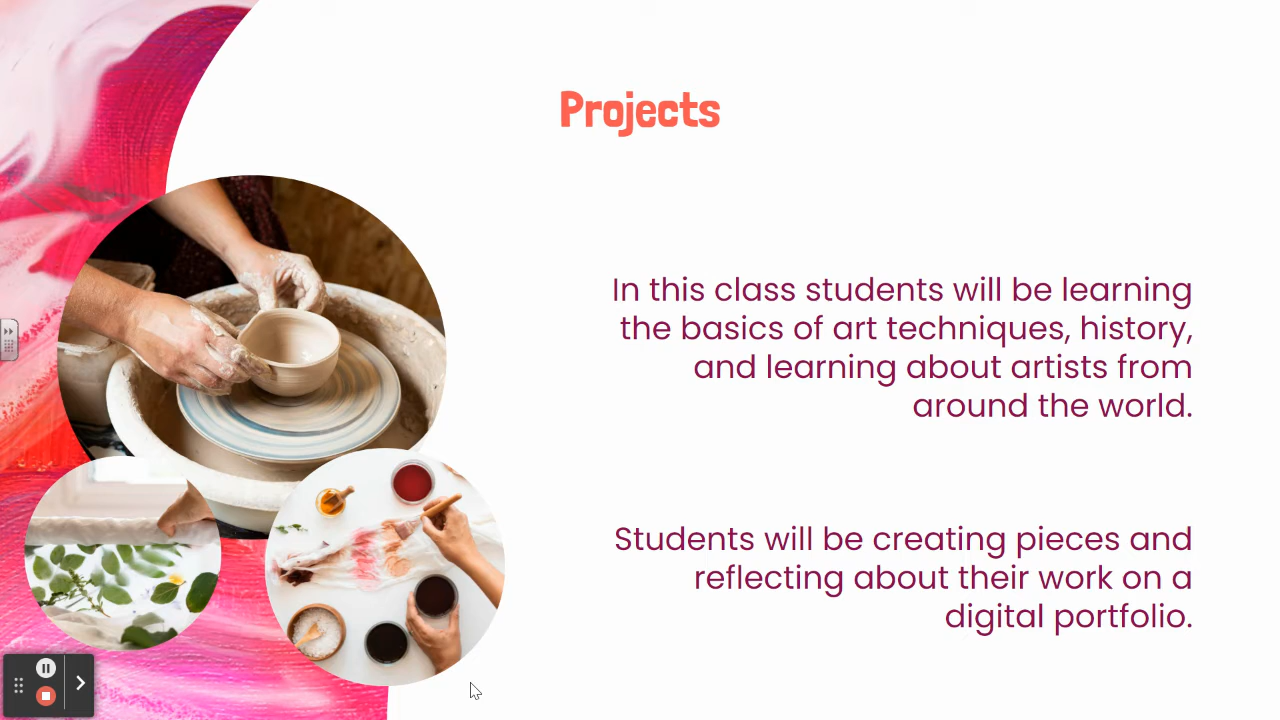 Projects
In this class students will be learning
the basics of art techniques, history,
and learning about artists from
around the world.
Students will be creating pieces and
reflecting about their work on a
digital portfolio.